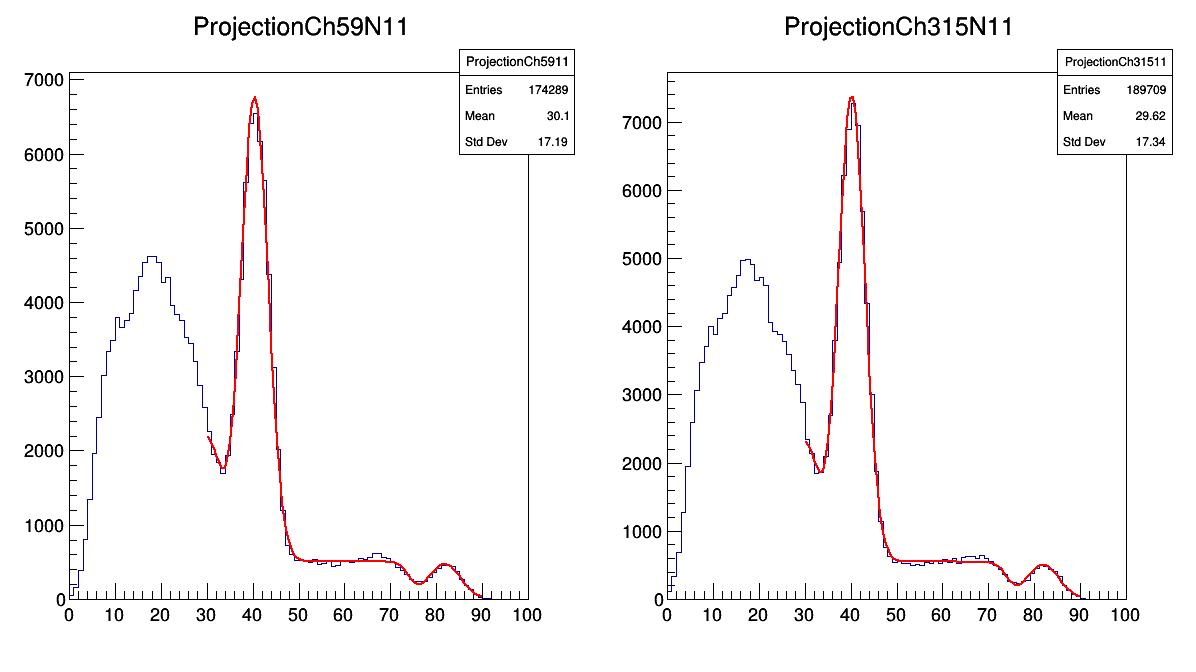 ProjectionCh59N11
ProjectionCh5911
Entries 174289
Mean 30.1
Std Dev 17.19
7000
6000
5000
4000
3000
2000
1000
0
0 10 20 30 40 50 60 70 80 90 100
ProjectionCh315N11
ProjectionCh31511
Entries 189709
Mean 29.62
Std Dev 17.34
7000
6000
5000
4000
3000
2000
1000
0
0 10 20 30 40 50 60 70 80 90 100